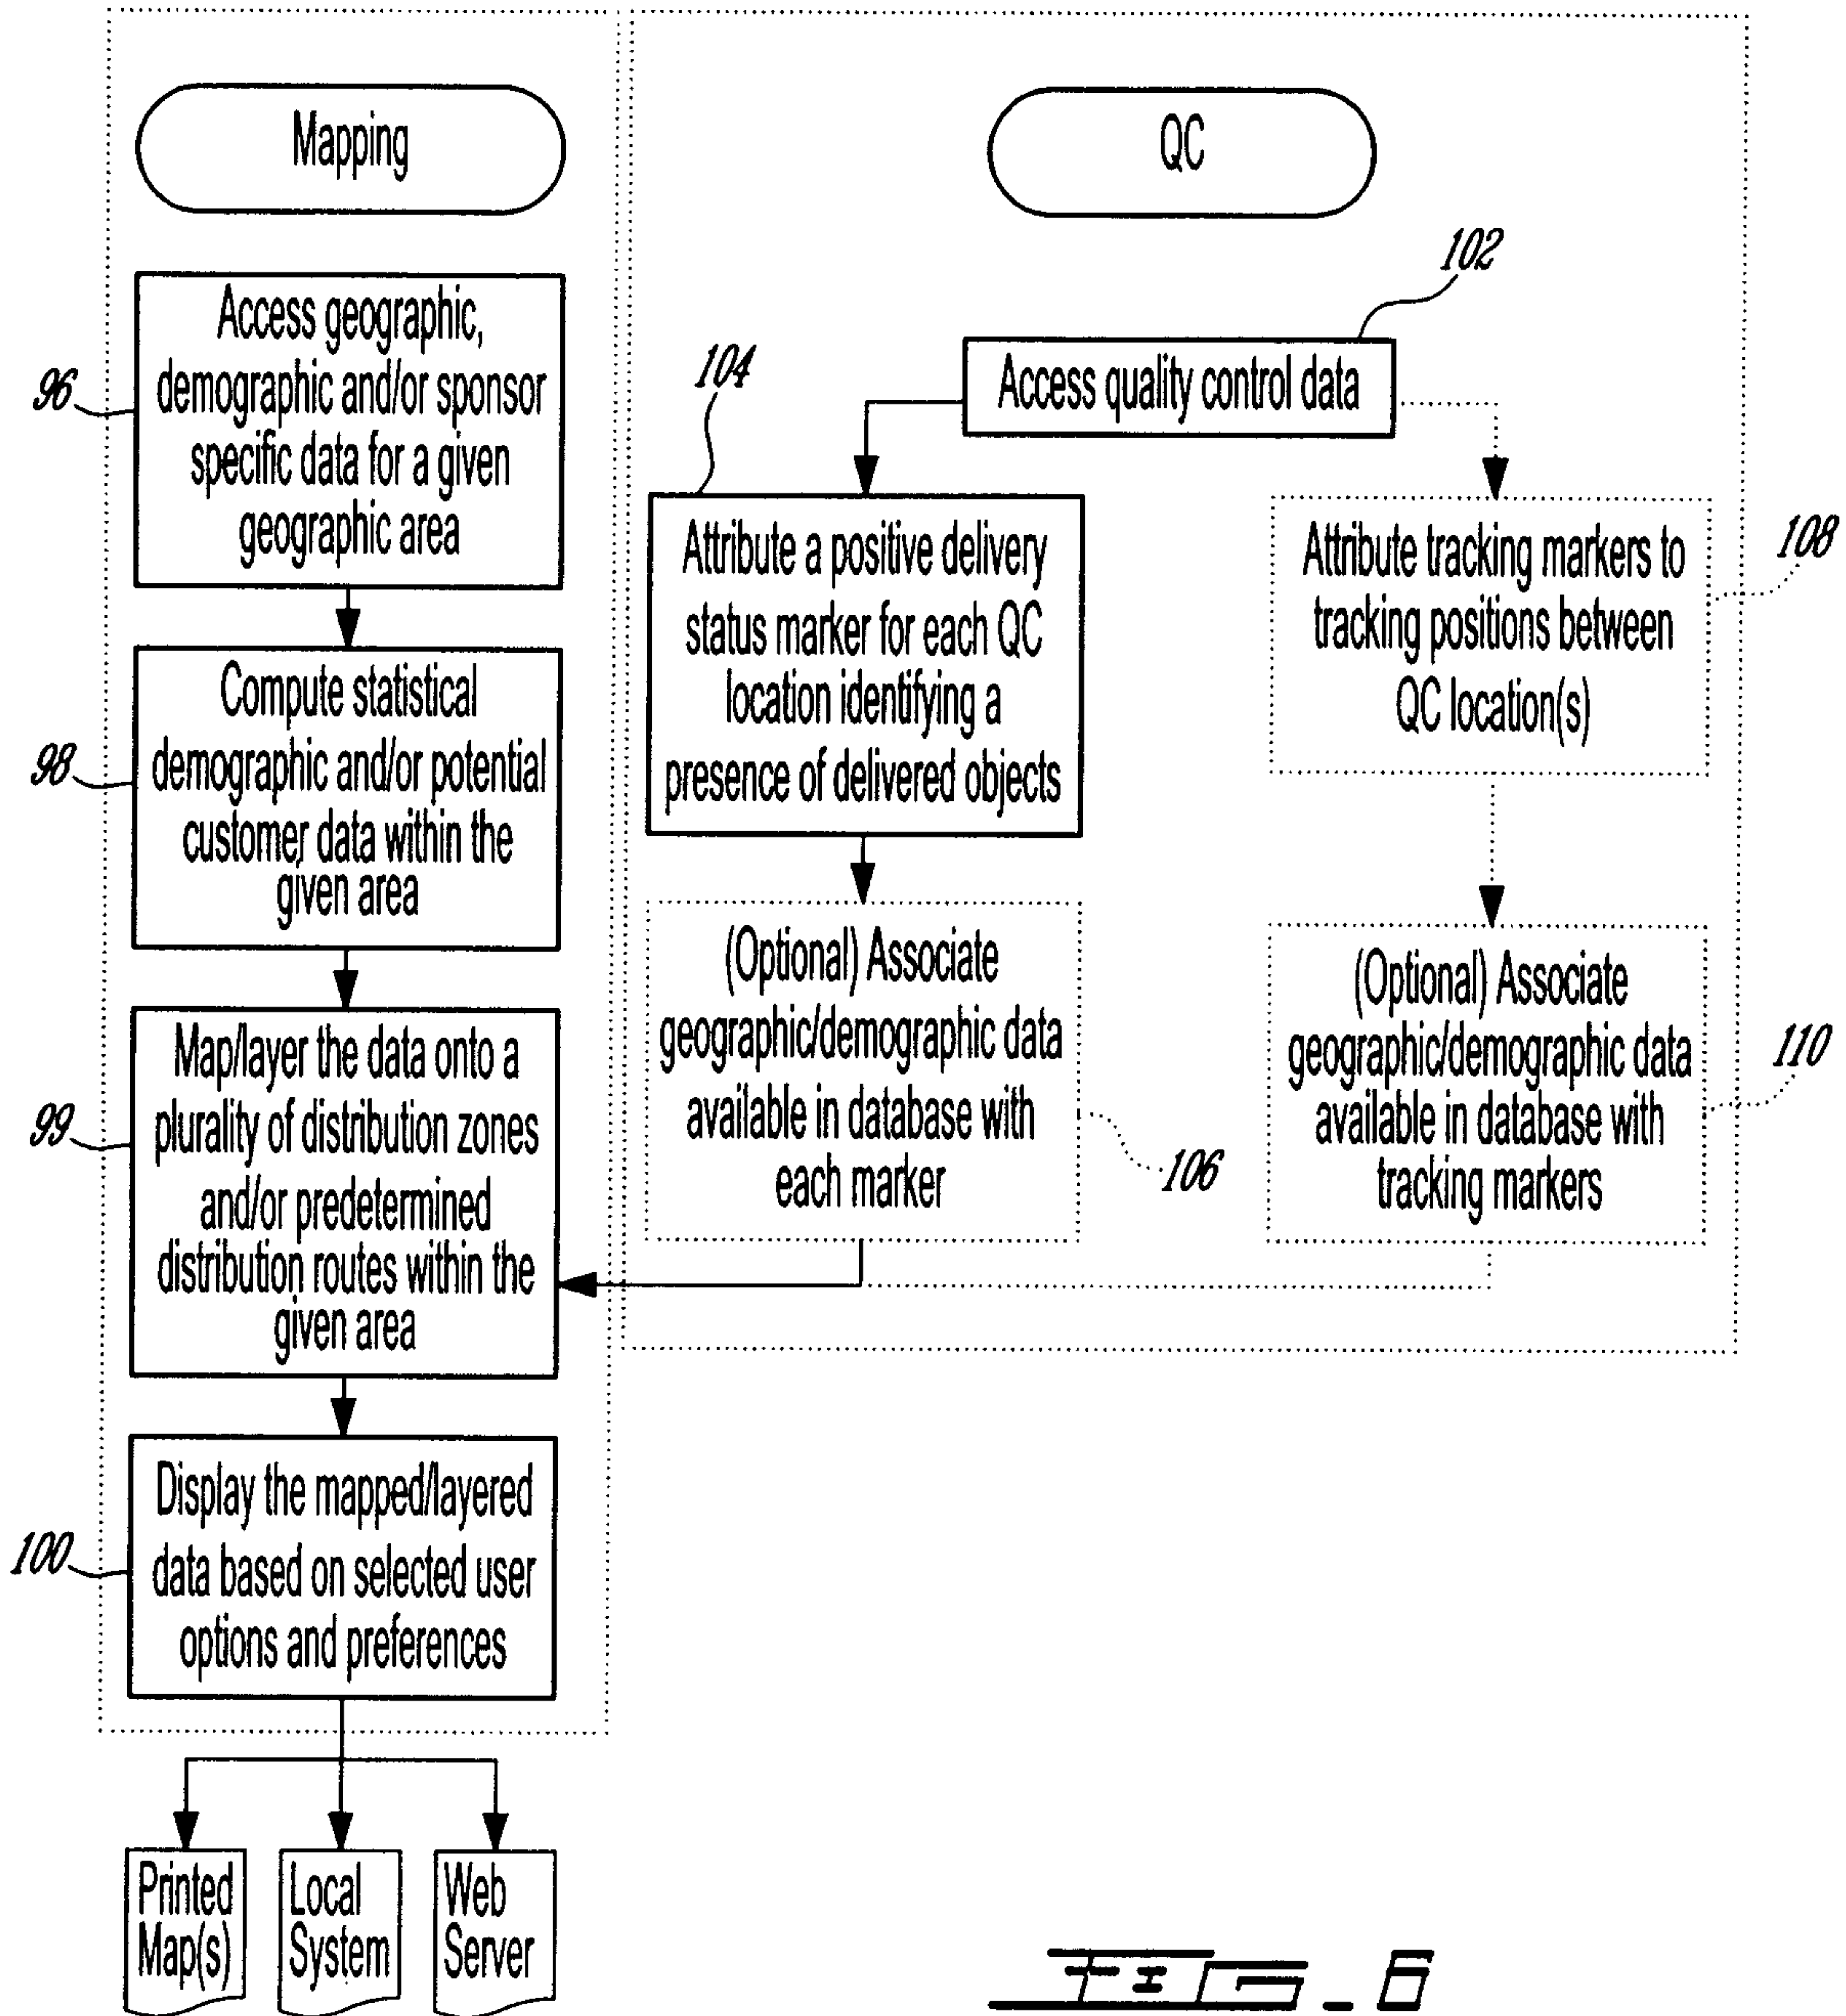 Mapping
96
Access geographic,
demographic and/or sponsor
specific data for a given
geographic area
98
Compute statistical
demographic and/or potential
customer data within the
given area
99
Map/layer the data onto a
plurality of distribution zones
and/or predetermined
distribution routes within the
given area
100
Display the mapped/layered
data based on selected user
options and preferences
Printed
Map(s)
Local
System
Web
Server
QC
102
Access quality control data
104
Attribute a positive delivery
status marker for each QC
location identifying a
presence of delivered objects
(Optional) Associate
geographic/demographic data
available in database with
each marker
106
Attribute tracking markers to
tracking positions between
QC location(s)
108
(Optional) Associate
geographic/demographic data
available in database with
tracking markers
110
FIG. 6